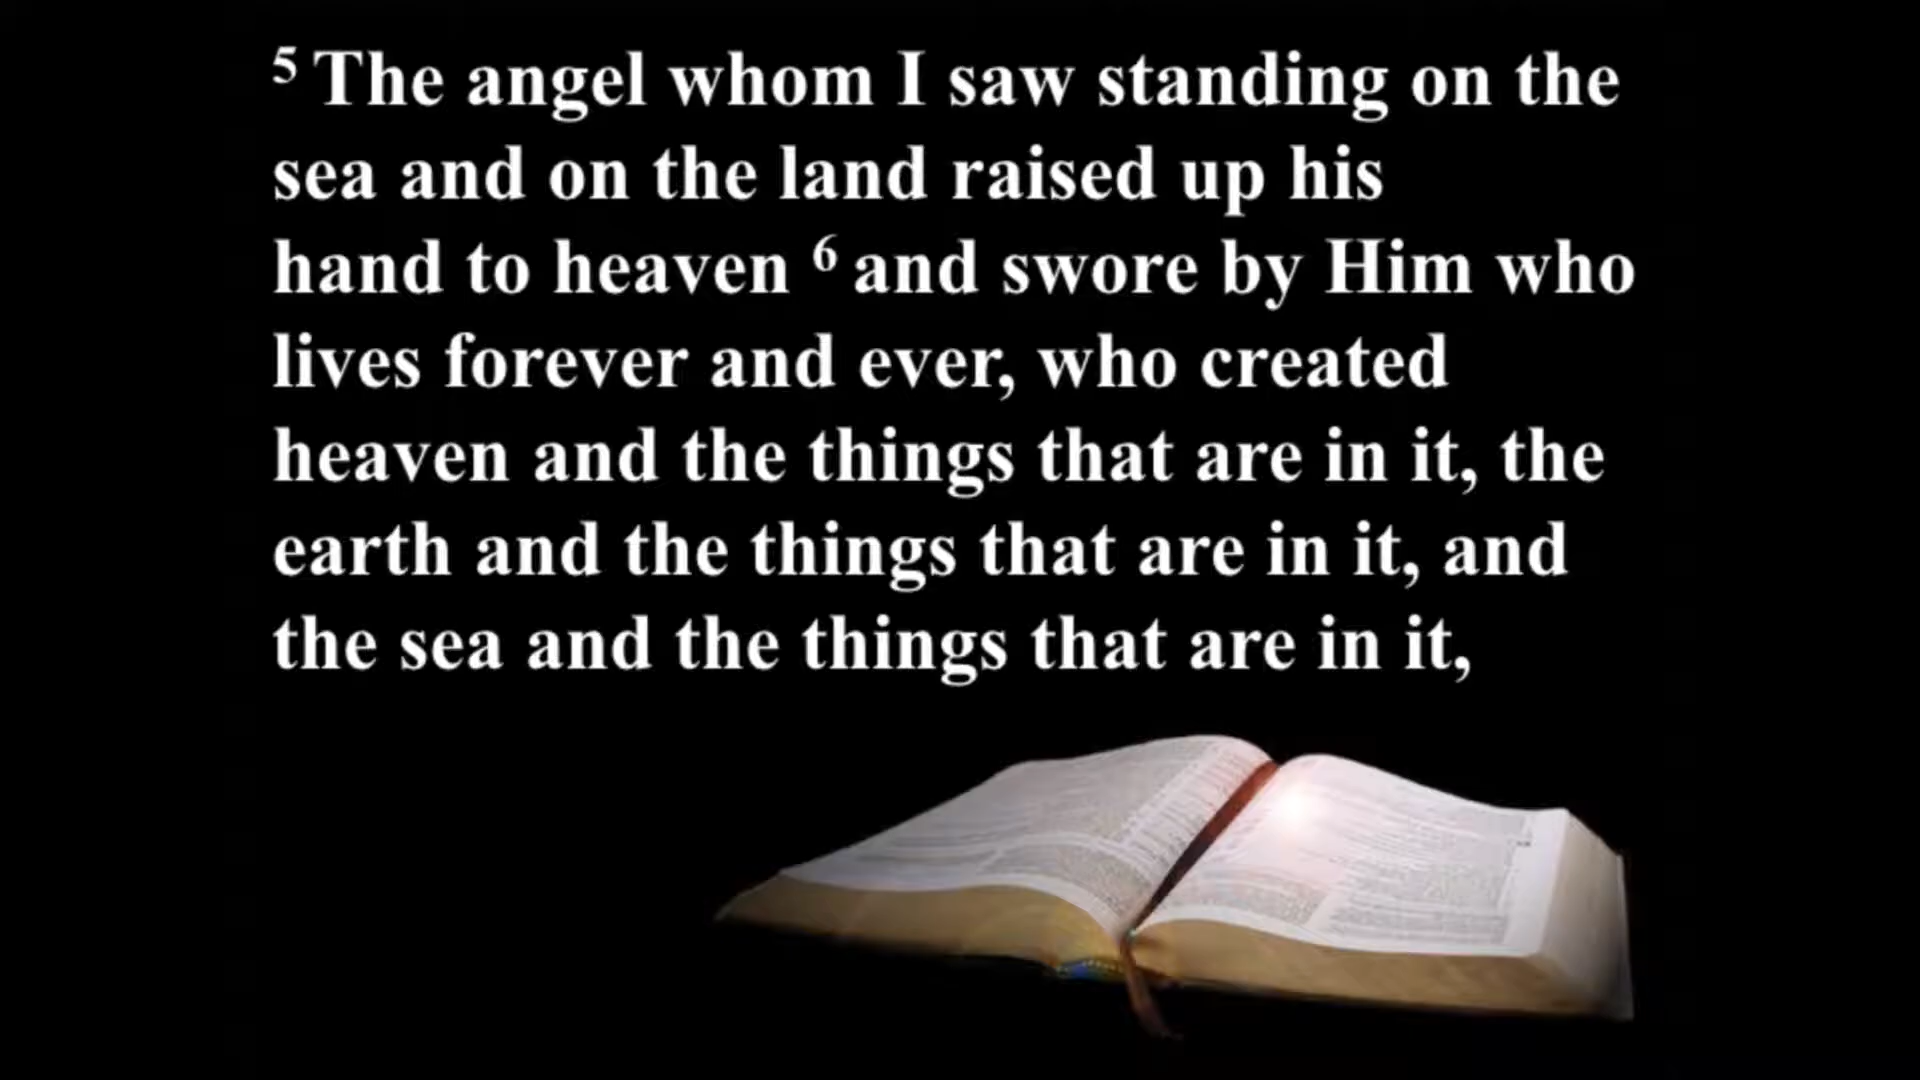 5 The angel whom I saw standing on the
sea and on the land raised up his
hand to heaven 6 and swore by Him who
lives forever and ever, who created
heaven and the things that are in it, the
earth and the things that are in it, and
the sea and the things that are in it,